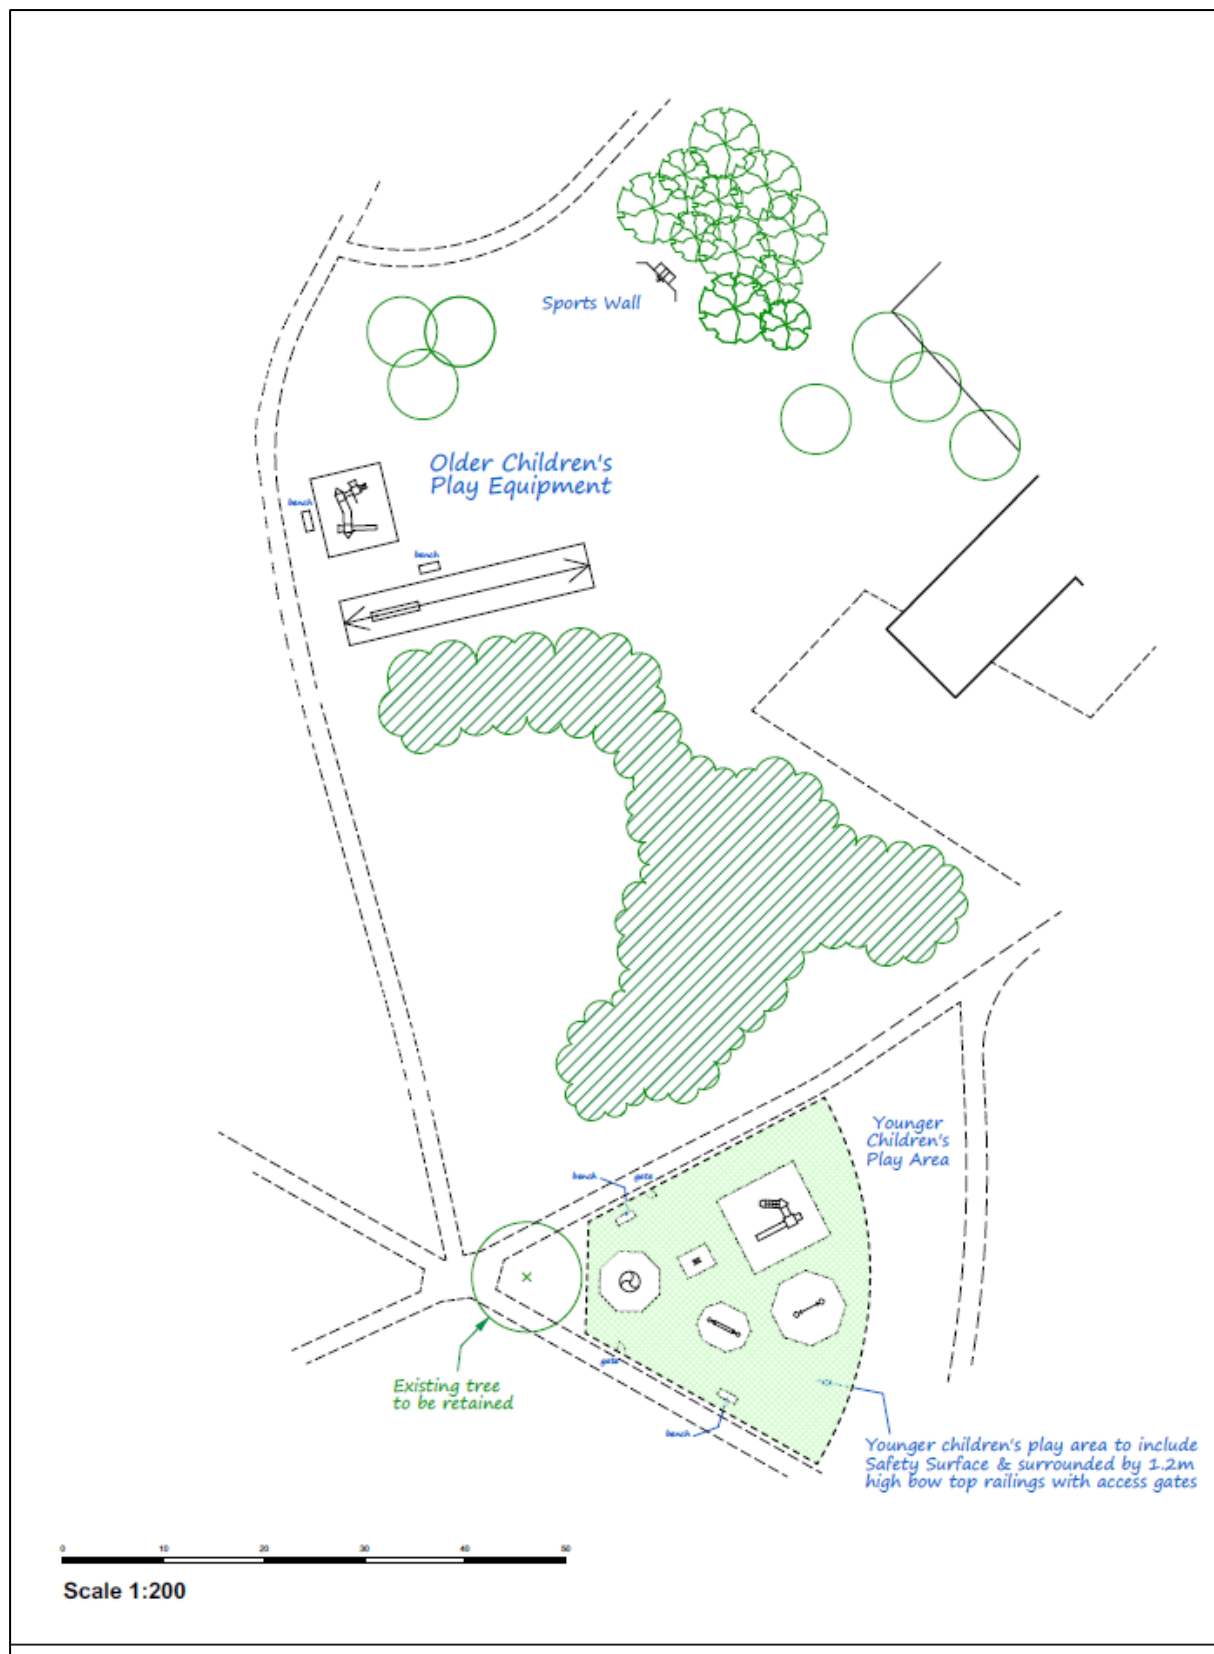 Sports Wall
Older Children's
Play Equipment
bench
bench
Younger
Children's
Play Area
bench
gate
gate
Existing tree
to be retained
bench
Younger children's play area to include
Safety Surface & surrounded by 1.2m
high bow top railings with access gates
0 10 20 30 40 50
Scale 1:200